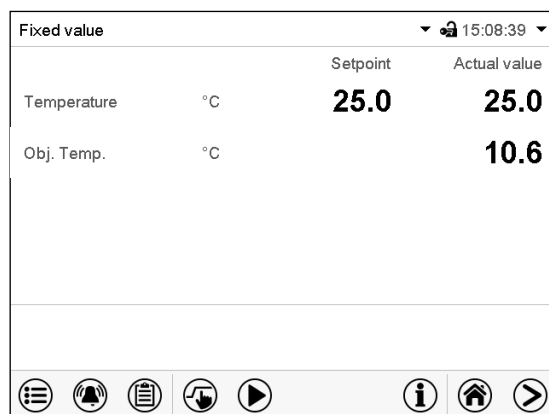 Fixed value 15:08:39
Setpoint Actual value
Temperature °C 25.0 25.0
Obj. Temp. °C 10.6